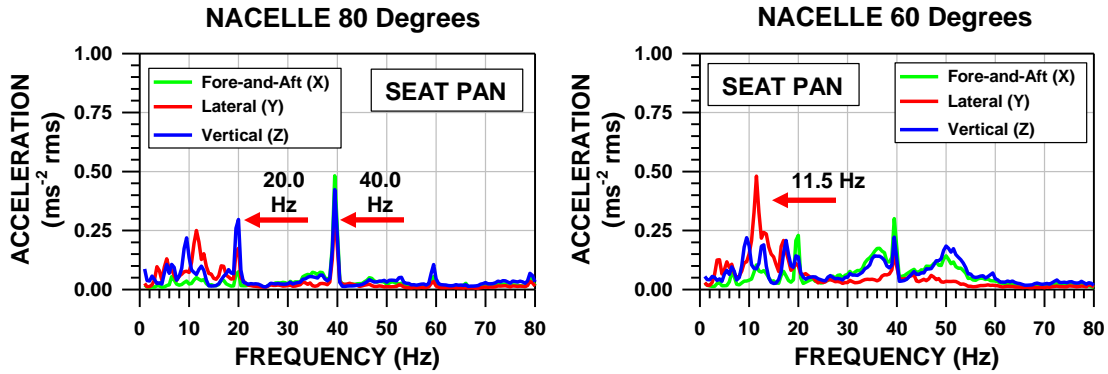 NACELLE 80 Degrees
1.00
0.75
0.50
0.25
0.00
ACCELERATION
(ms-2 rms)
Fore-and-Aft (X)
Lateral (Y)
Vertical (Z)
SEAT PAN
20.0
Hz
40.0
Hz
0 10 20 30 40 50 60 70 80
FREQUENCY (Hz)
NACELLE 60 Degrees
1.00
0.75
0.50
0.25
0.00
ACCELERATION
(ms-2 rms)
SEAT PAN
Fore-and-Aft (X)
Lateral (Y)
Vertical (Z)
11.5 Hz
0 10 20 30 40 50 60 70 80
FREQUENCY (Hz)